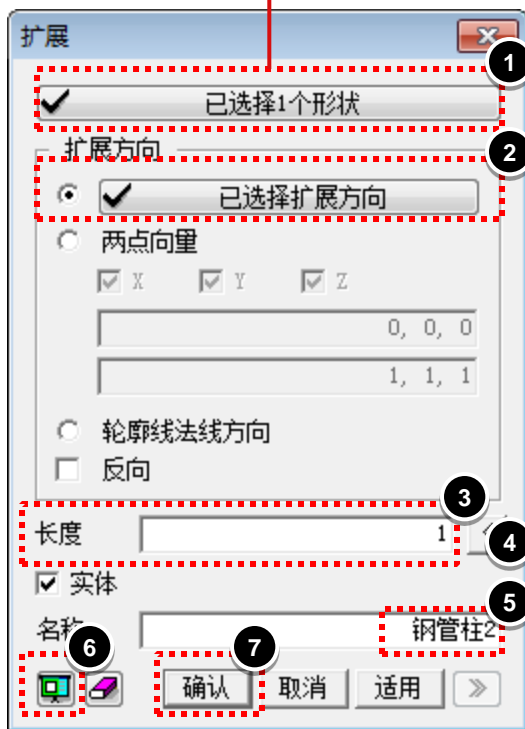 扩展
1
已选择1个形状
扩展方向
2
已选择扩展方向
两点向量
X Y Z
0, 0, 0
1, 1, 1
轮廓线法线方向
反向
3
长度 1
4
实体
5
名称 钢管柱2
6 7
确认 取消 适用